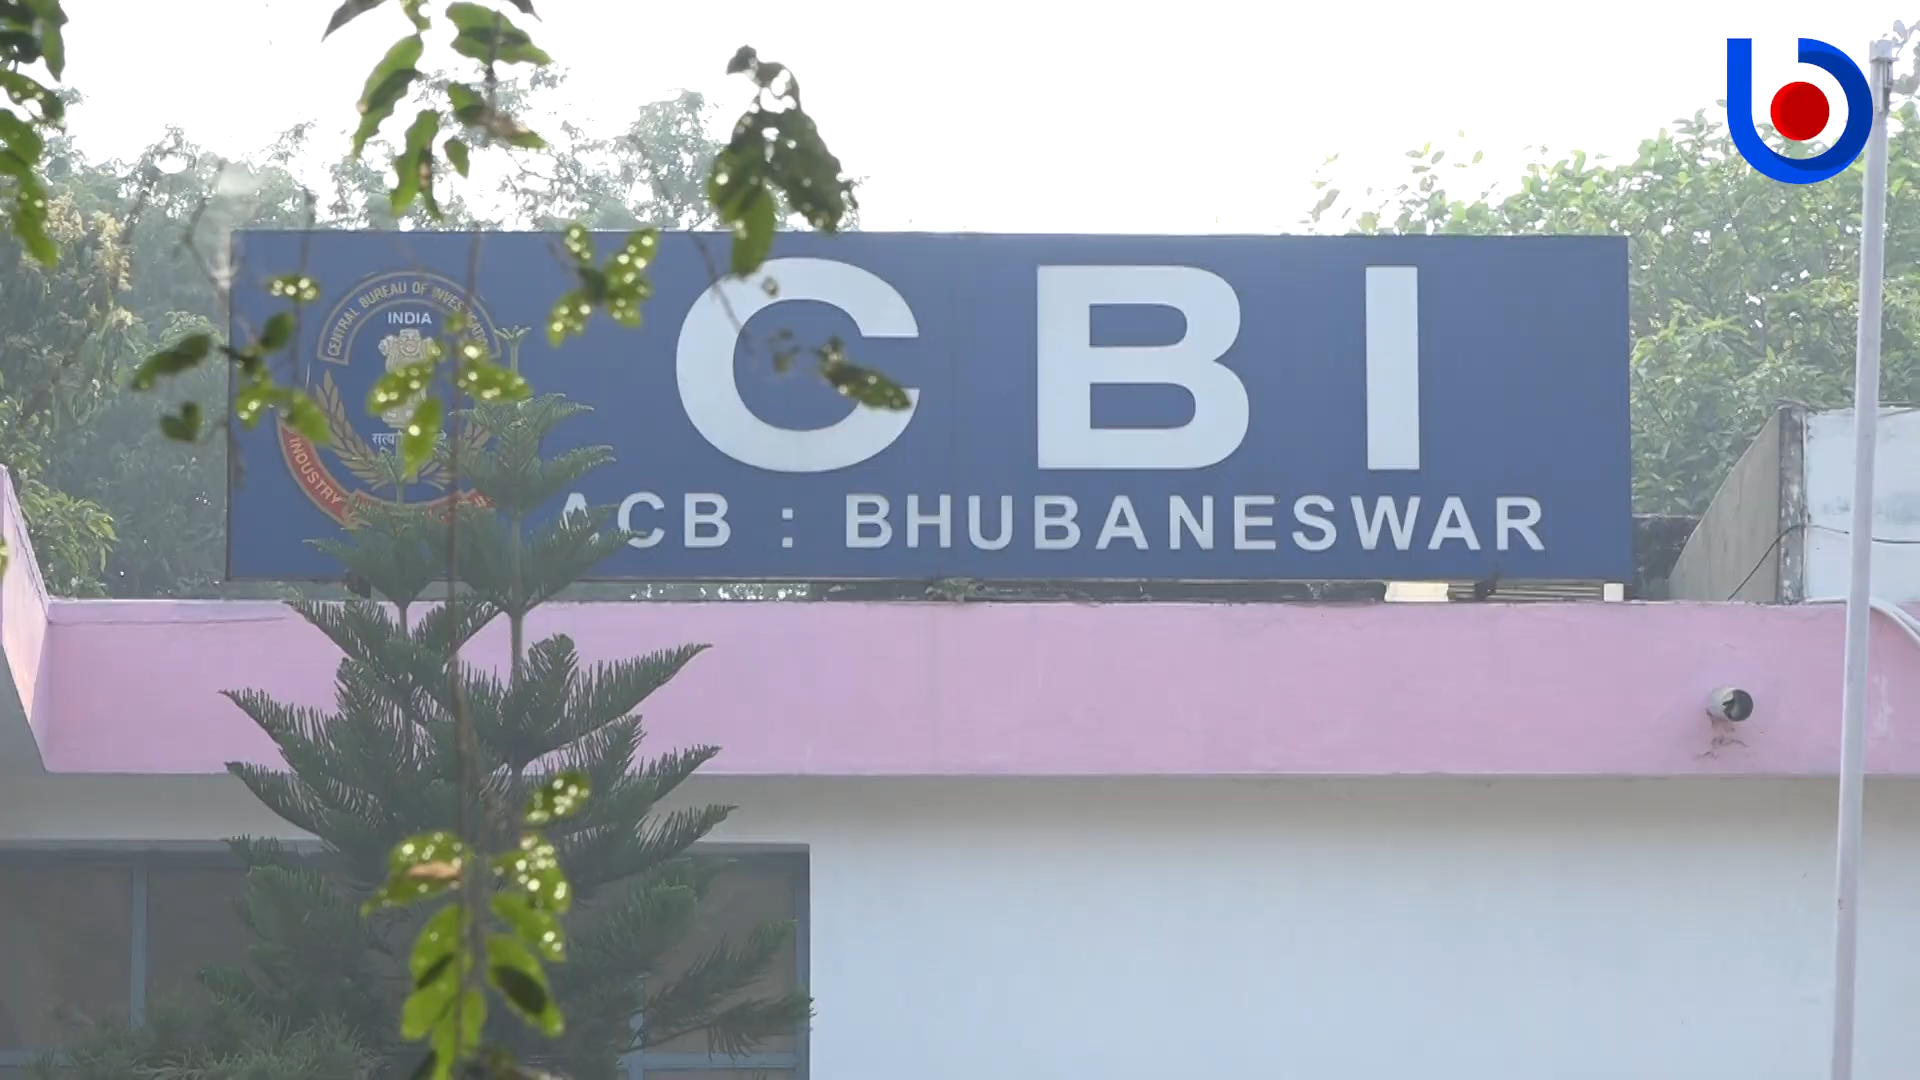 CENTRAL BUREAU OF
INDIA
INDUSTRY
CBI
ACB : BHUBANESWAR